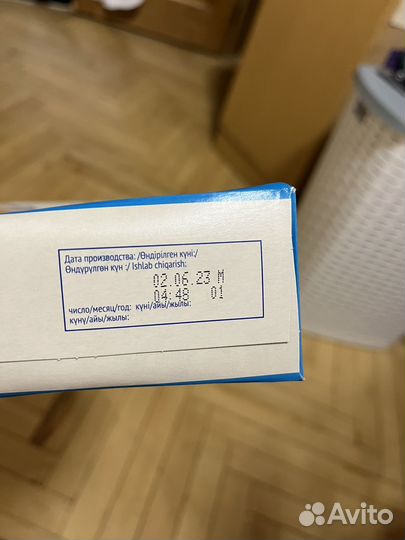 Дата производства: /Өндірілген күні:/
Өндүрүлгөн күн :/ Ishlab chiqarish:
02.06.23 M
04:48 01
число/месяц/год: күні/айы/жылы:
күнү/айы/жылы:
Avito